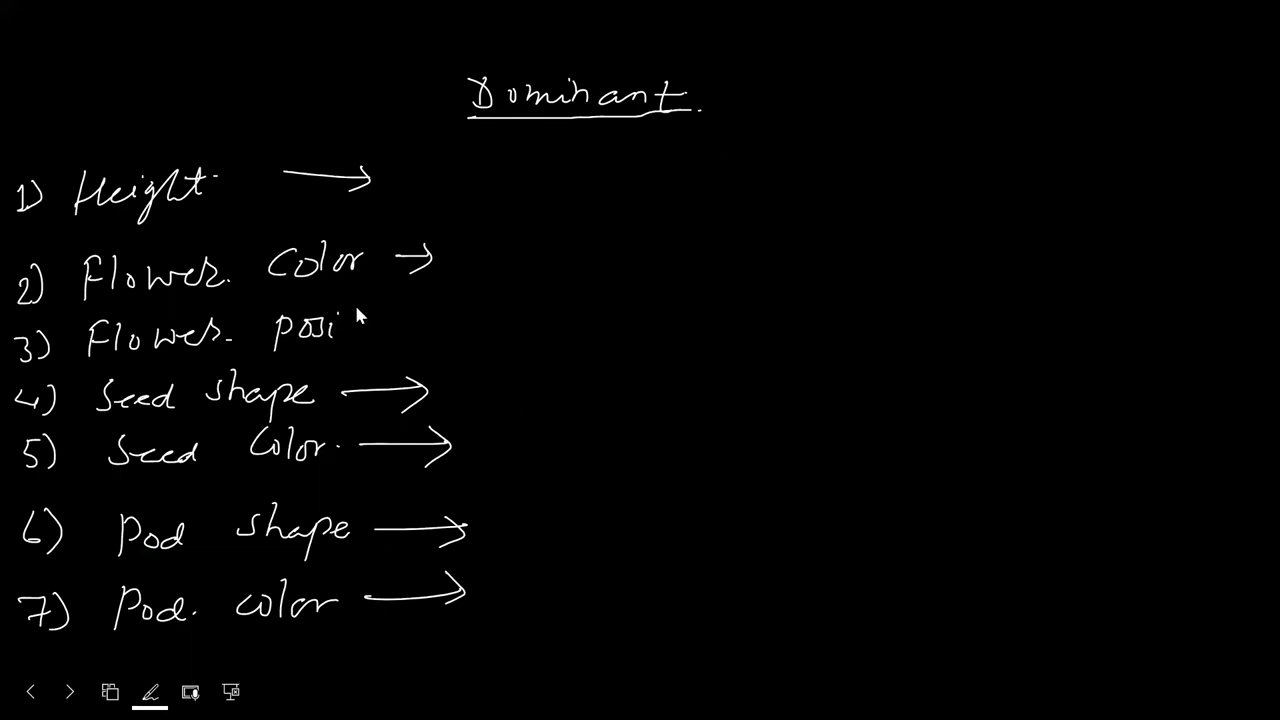 Dominant.
1) Height
2) Flower. color
3) Flower. posi
4) Seed shape
5) Seed color.
6) Pod shape
7) Pod. color